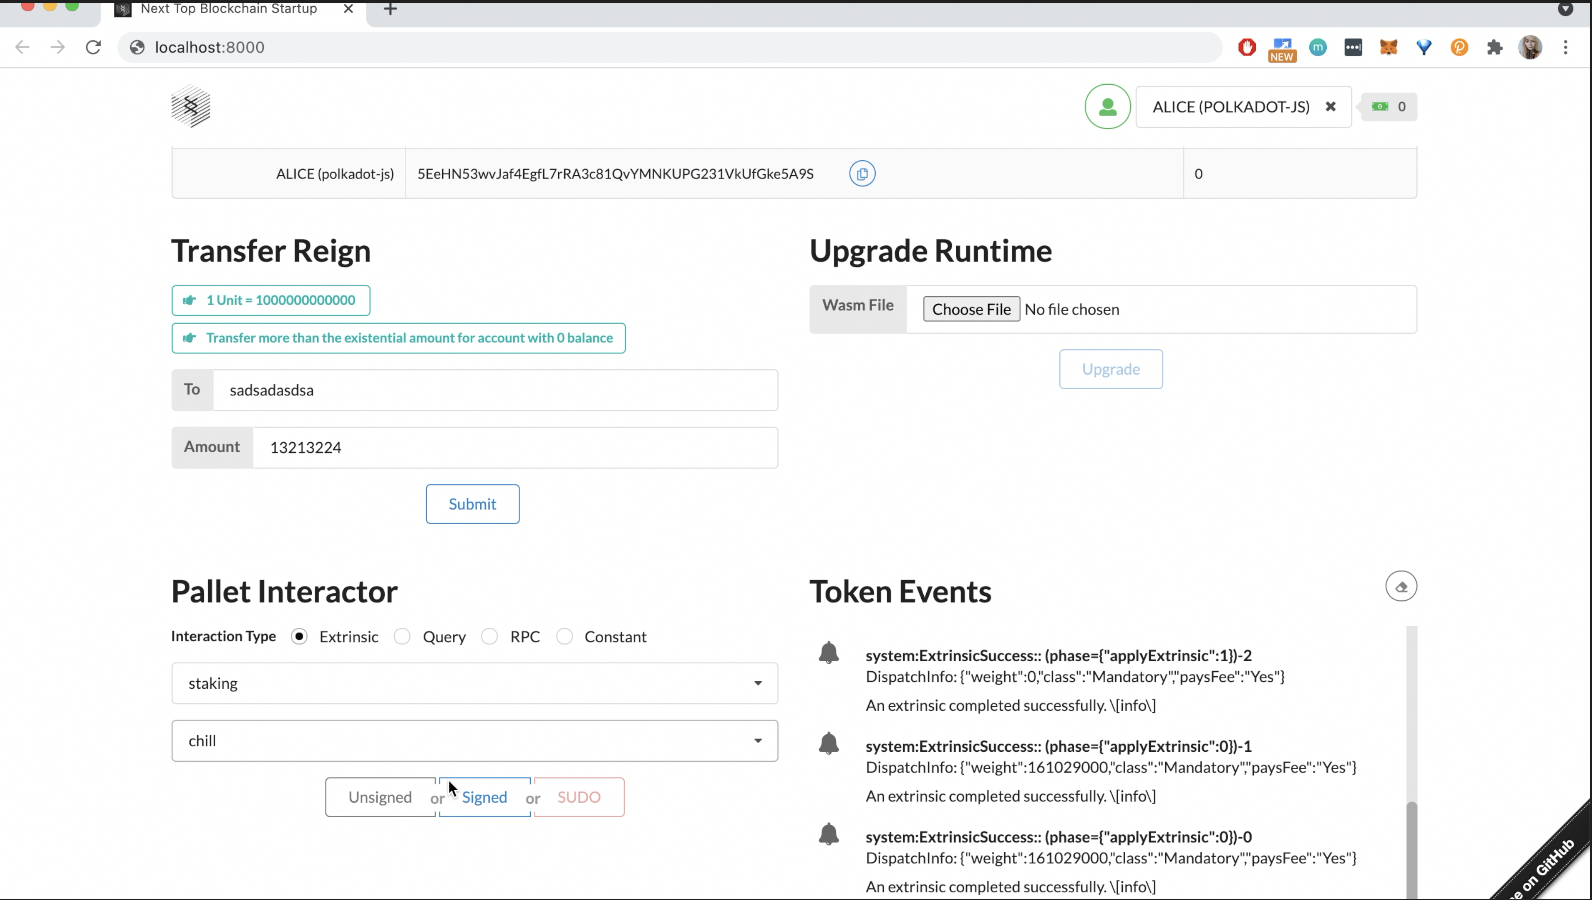 Next Top Blockchain Startup
localhost:8000
NEW
m
ALICE (POLKADOT-JS)
0
ALICE (polkadot-js)
5EeHN53wvJaf4EgfL7rRA3c81QvYMNKUPG231VkUfGke5A9S
0
Transfer Reign
1 Unit = 1000000000000
Transfer more than the existential amount for account with 0 balance
To
sadsadasdsa
Amount
13213224
Submit
Upgrade Runtime
Wasm File
Choose File No file chosen
Upgrade
Pallet Interactor
Interaction Type Extrinsic Query RPC Constant
staking
chill
Unsigned or Signed or SUDO
Token Events
system:ExtrinsicSuccess:: (phase={"applyExtrinsic":1})-2
DispatchInfo: {"weight":0,"class":"Mandatory","paysFee":"Yes"}
An extrinsic completed successfully. \[info\]
system:ExtrinsicSuccess:: (phase={"applyExtrinsic":0})-1
DispatchInfo: {"weight":161029000,"class":"Mandatory","paysFee":"Yes"}
An extrinsic completed successfully. \[info\]
system:ExtrinsicSuccess:: (phase={"applyExtrinsic":0})-0
DispatchInfo: {"weight":161029000,"class":"Mandatory","paysFee":"Yes"}
An extrinsic completed successfully. \[info\]
on GitHub